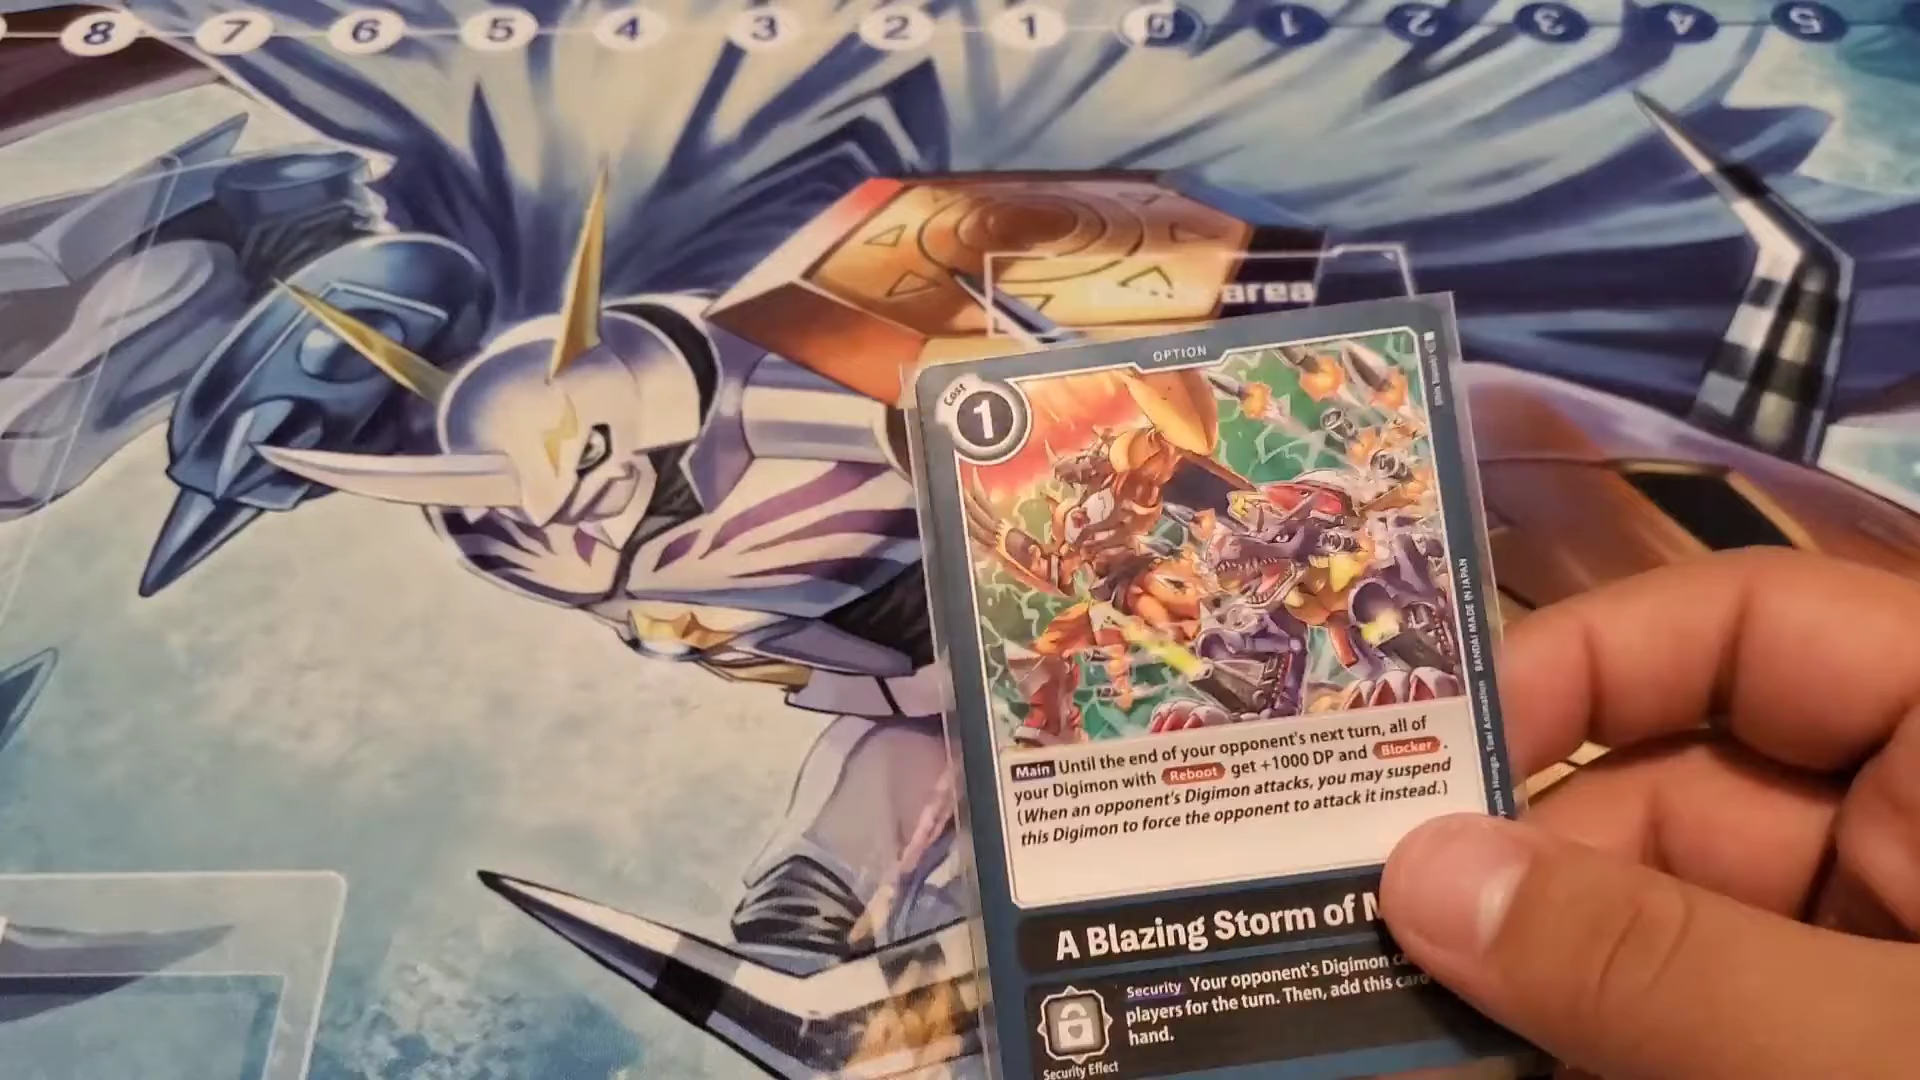 8 7 6 5 4 3 2 1 0 1 2 3 4 5
area
OPTION
Cost
1
Main Until the end of your opponent's next turn, all of
your Digimon with Reboot get +1000 DP and Blocker.
(When an opponent's Digimon attacks, you may suspend
this Digimon to force the opponent to attack it instead.)
Hongo, Toei Animation BANDAI MADE IN JAPAN
A Blazing Storm of
Security Your opponent's Digimon
players for the turn. Then, add this card
hand.
Security Effect